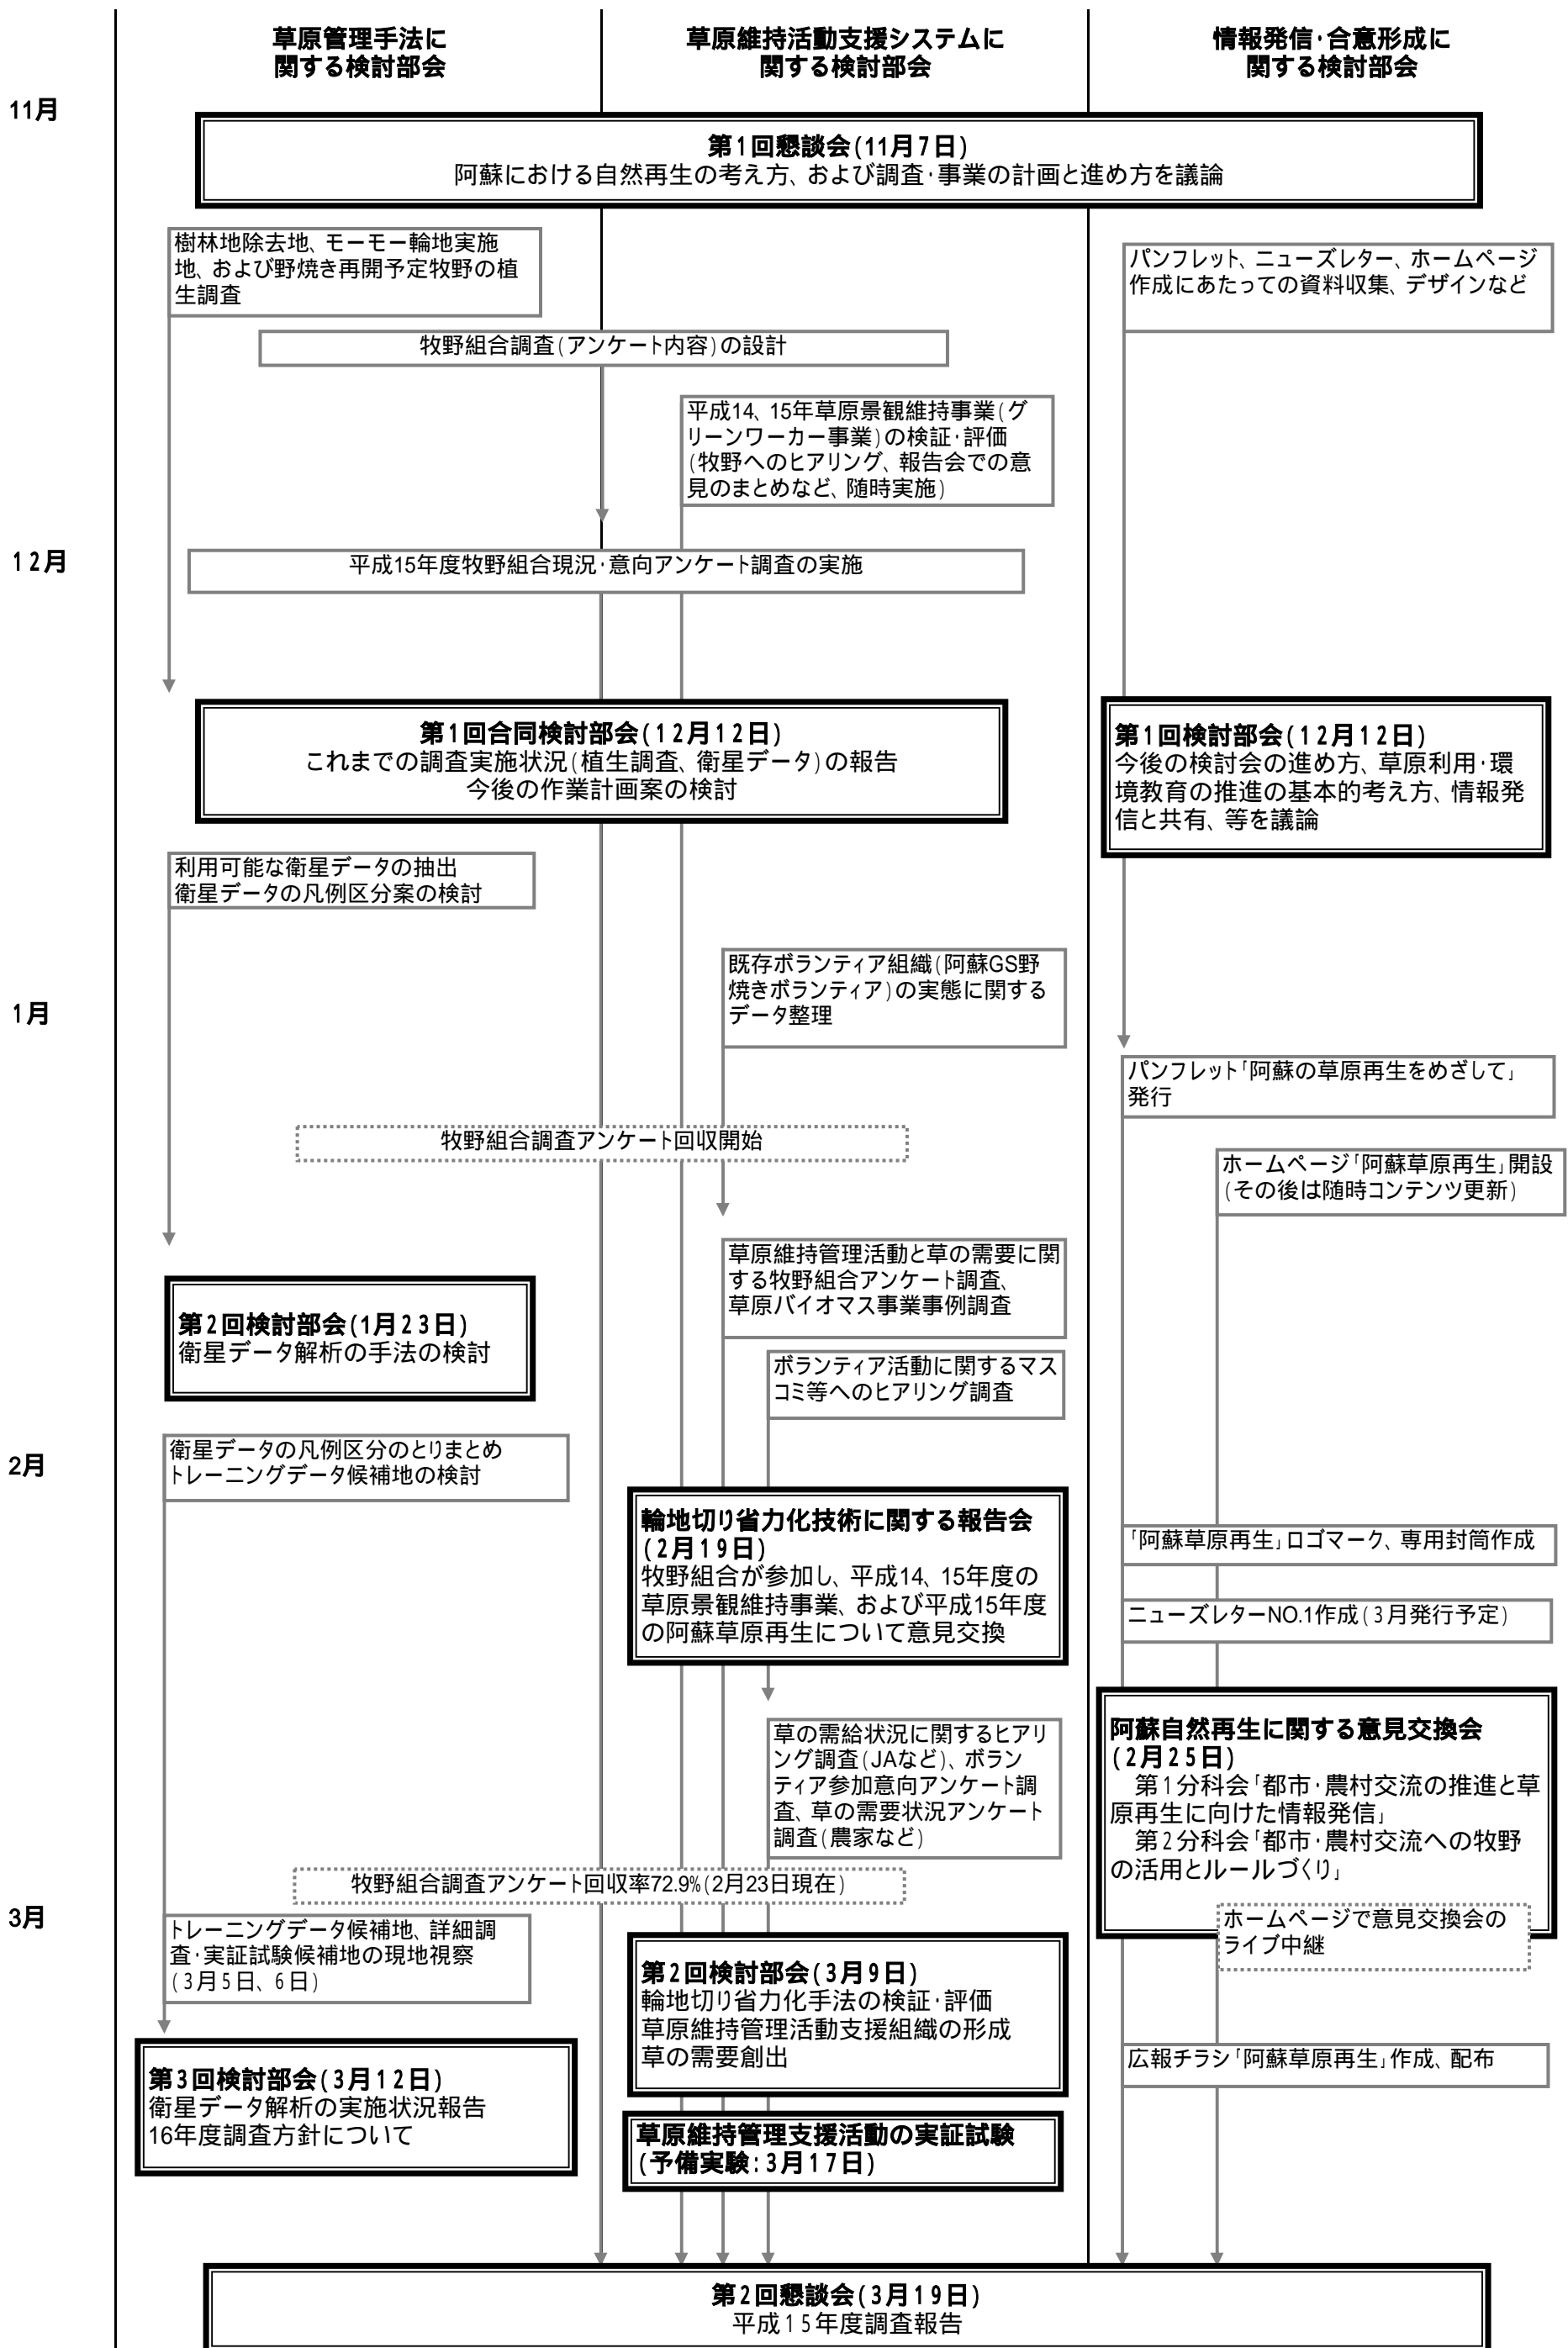 草原管理手法に
関する検討部会
草原維持活動支援システムに
関する検討部会
情報発信・合意形成に
関する検討部会
11月
第1回懇談会(11月7日)
阿蘇における自然再生の考え方、および調査・事業の計画と進め方を議論
樹林地除去地、モーモー輪地実施
地、および野焼き再開予定牧野の植
生調査
パンフレット、ニューズレター、ホームページ
作成にあたっての資料収集、デザインなど
牧野組合調査(アンケート内容)の設計
平成14、15年草原景観維持事業(グ
リーンワーカー事業)の検証・評価
(牧野へのヒアリング、報告会での意
見のまとめなど、随時実施)
12月
平成15年度牧野組合現況・意向アンケート調査の実施
第1回合同検討部会(12月12日)
これまでの調査実施状況(植生調査、衛星データ)の報告
今後の作業計画案の検討
第1回検討部会(12月12日)
今後の検討会の進め方、草原利用・環
境教育の推進の基本的考え方、情報発
信と共有、等を議論
利用可能な衛星データの抽出
衛星データの凡例区分案の検討
既存ボランティア組織(阿蘇GS野
焼きボランティア)の実態に関する
データ整理
1月
パンフレット「阿蘇の草原再生をめざして」
発行
牧野組合調査アンケート回収開始
ホームページ「阿蘇草原再生」開設
(その後は随時コンテンツ更新)
草原維持管理活動と草の需要に関
する牧野組合アンケート調査、
草原バイオマス事業事例調査
第2回検討部会(1月23日)
衛星データ解析の手法の検討
ボランティア活動に関するマス
コミ等へのヒアリング調査
2月
衛星データの凡例区分のとりまとめ
トレーニングデータ候補地の検討
輪地切り省力化技術に関する報告会
(2月19日)
牧野組合が参加し、平成14、15年度の
草原景観維持事業、および平成15年度
の阿蘇草原再生について意見交換
「阿蘇草原再生」ロゴマーク、専用封筒作成
ニューズレターNO.1作成(3月発行予定)
草の需給状況に関するヒアリ
ング調査(JAなど)、ボラン
ティア参加意向アンケート調
査、草の需要状況アンケート
調査(農家など)
阿蘇自然再生に関する意見交換会
(2月25日)
第1分科会「都市・農村交流の推進と草
原再生に向けた情報発信」
第2分科会「都市・農村交流への牧野
の活用とルールづくり」
牧野組合調査アンケート回収率72.9%(2月23日現在)
3月
トレーニングデータ候補地、詳細調
査・実証試験候補地の現地視察
(3月5日、6日)
ホームページで意見交換会の
ライブ中継
第2回検討部会(3月9日)
輪地切り省力化手法の検証・評価
草原維持管理活動支援組織の形成
草の需要創出
第3回検討部会(3月12日)
衛星データ解析の実施状況報告
16年度調査方針について
広報チラシ「阿蘇草原再生」作成、配布
草原維持管理支援活動の実証試験
(予備実験:3月17日)
第2回懇談会(3月19日)
平成15年度調査報告